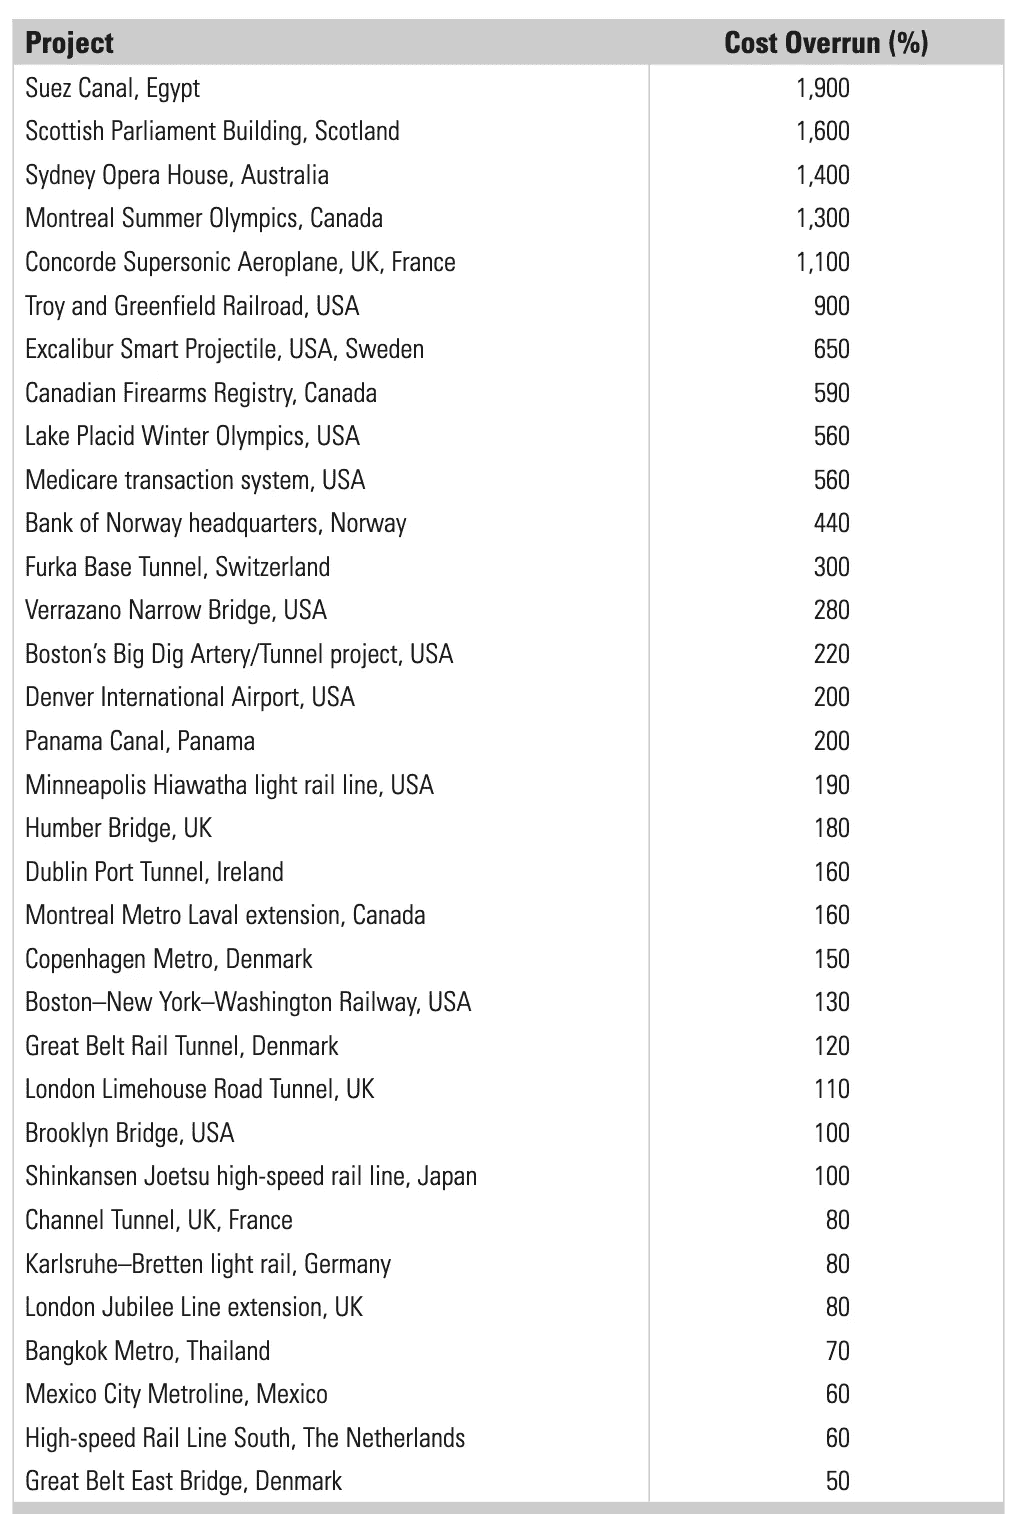 Project Cost Overrun (%)
Suez Canal, Egypt 1,900
Scottish Parliament Building, Scotland 1,600
Sydney Opera House, Australia 1,400
Montreal Summer Olympics, Canada 1,300
Concorde Supersonic Aeroplane, UK, France 1,100
Troy and Greenfield Railroad, USA 900
Excalibur Smart Projectile, USA, Sweden 650
Canadian Firearms Registry, Canada 590
Lake Placid Winter Olympics, USA 560
Medicare transaction system, USA 560
Bank of Norway headquarters, Norway 440
Furka Base Tunnel, Switzerland 300
Verrazano Narrow Bridge, USA 280
Boston’s Big Dig Artery/Tunnel project, USA 220
Denver International Airport, USA 200
Panama Canal, Panama 200
Minneapolis Hiawatha light rail line, USA 190
Humber Bridge, UK 180
Dublin Port Tunnel, Ireland 160
Montreal Metro Laval extension, Canada 160
Copenhagen Metro, Denmark 150
Boston–New York–Washington Railway, USA 130
Great Belt Rail Tunnel, Denmark 120
London Limehouse Road Tunnel, UK 110
Brooklyn Bridge, USA 100
Shinkansen Joetsu high-speed rail line, Japan 100
Channel Tunnel, UK, France 80
Karlsruhe–Bretten light rail, Germany 80
London Jubilee Line extension, UK 80
Bangkok Metro, Thailand 70
Mexico City Metroline, Mexico 60
High-speed Rail Line South, The Netherlands 60
Great Belt East Bridge, Denmark 50